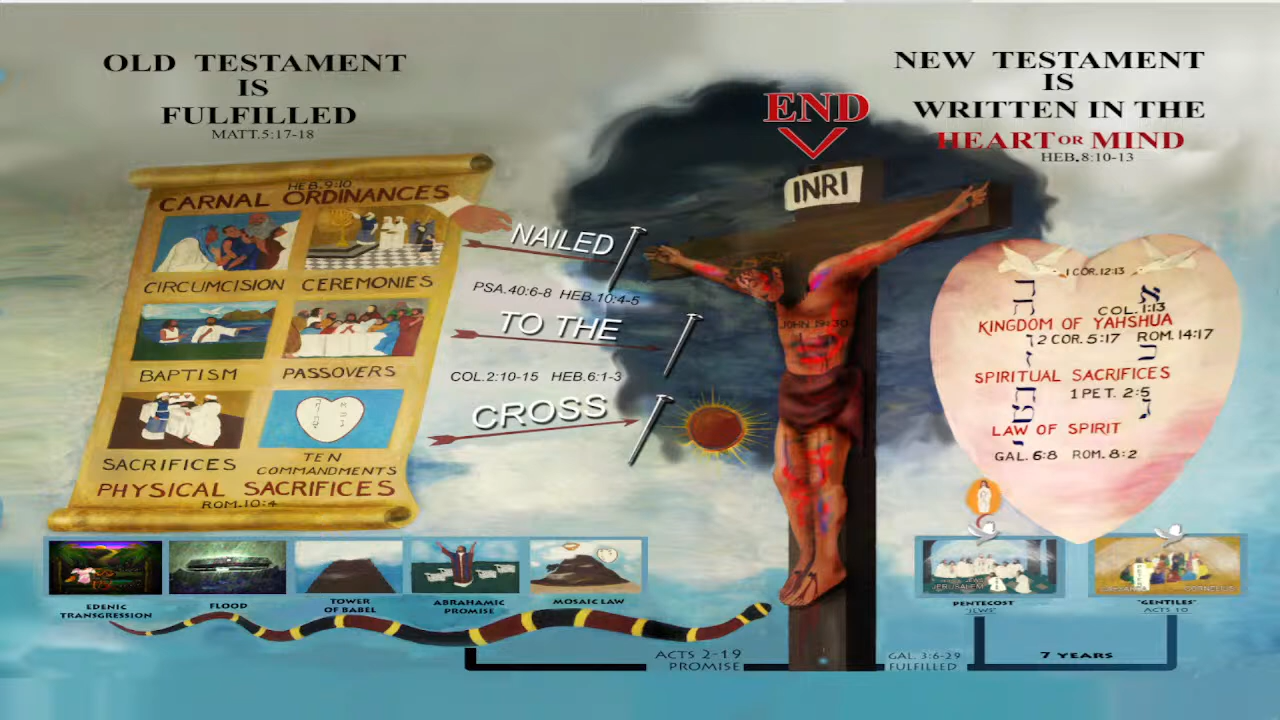 OLD TESTAMENT
IS
FULFILLED
MATT.5:17-18
HEB.9:10
CARNAL ORDINANCES
CIRCUMCISION
CEREMONIES
BAPTISM
PASSOVERS
SACRIFICES
TEN
COMMANDMENTS
PHYSICAL SACRIFICES
ROM.10:4
NAILED
PSA.40:6-8 HEB.10:4-5
TO THE
COL.2:10-15 HEB.6:1-3
CROSS
END
INRI
JOHN 19:30
NEW TESTAMENT
IS
WRITTEN IN THE
HEART OR MIND
HEB.8:10-13
1 COR.12:13
COL.1:13
KINGDOM OF YAHSHUA
2 COR.5:17 ROM.14:17
SPIRITUAL SACRIFICES
1 PET. 2:5
LAW OF SPIRIT
GAL. 6:8 ROM. 8:2
EDENIC
TRANSGRESSION
FLOOD
TOWER
OF BABEL
ABRAHAMIC
PROMISE
MOSAIC LAW
JERUSALEM
PENTECOST
"JEWS"
"GENTILES"
ACTS 10
ACTS 2-19
PROMISE
GAL. 3:6-29
FULFILLED
7 YEARS